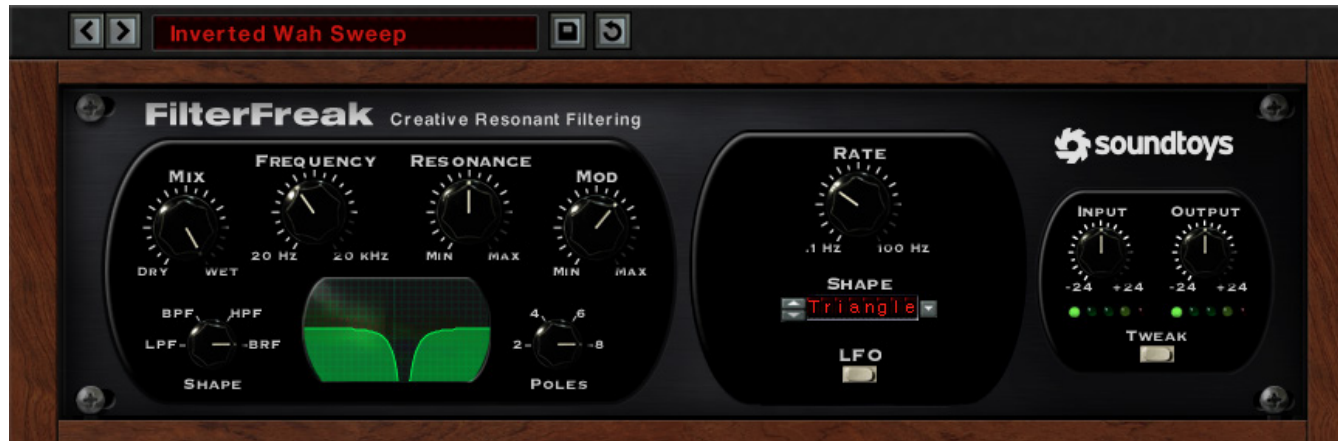 Inverted Wah Sweep
FilterFreak Creative Resonant Filtering
soundtoys
MIX
FREQUENCY
RESONANCE
MOD
DRY WET
20 HZ 20 KHZ
MIN MAX
MIN MAX
BPF HPF
LPF BRF
SHAPE
4 6
2 8
POLES
RATE
.1 HZ 100 HZ
SHAPE
Triangle
LFO
INPUT OUTPUT
-24 +24 -24 +24
TWEAK